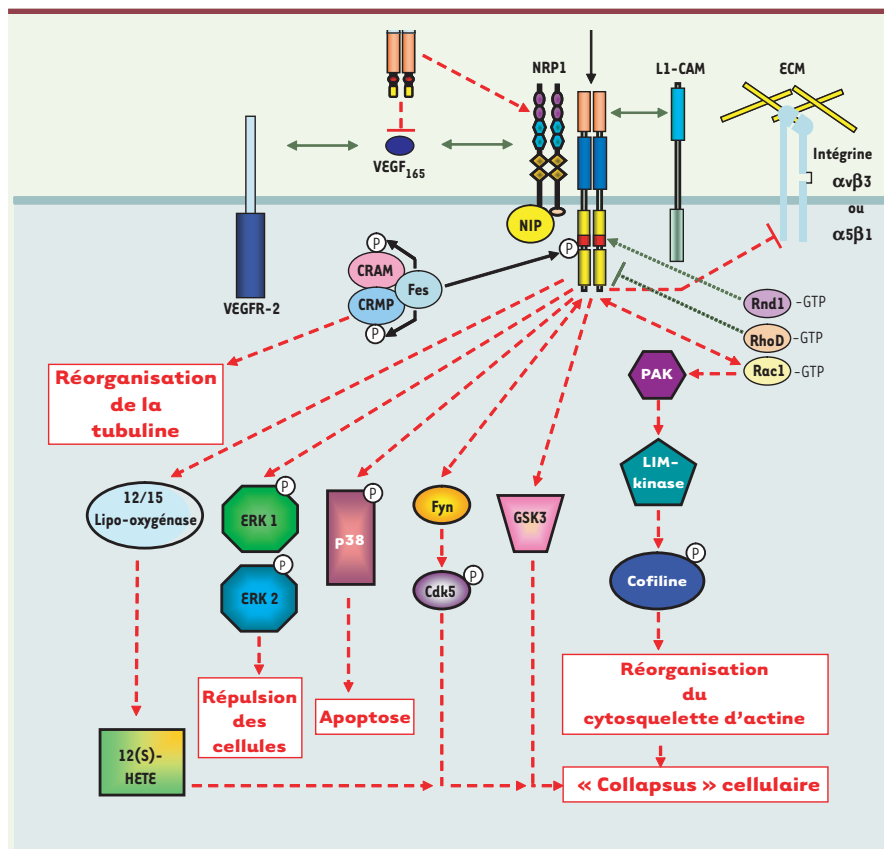 NRP1
L1-CAM
ECM
VEGF165
Intégrine
αvβ3
ou
α5β1
NIP
P
P
CRAM
Fes
CRMP
P
VEGFR-2
Rnd1 -GTP
RhoD -GTP
Rac1 -GTP
PAK
Réorganisation
de la
tubuline
LIM-
kinase
12/15
Lipo-oxygénase
P
ERK 1
P
p38
Fyn
GSK3
P
ERK 2
P
Cdk5
P
Cofiline
Répulsion
des
cellules
Apoptose
Réorganisation
du
cytosquelette d'actine
12(S)-
HETE
« Collapsus » cellulaire